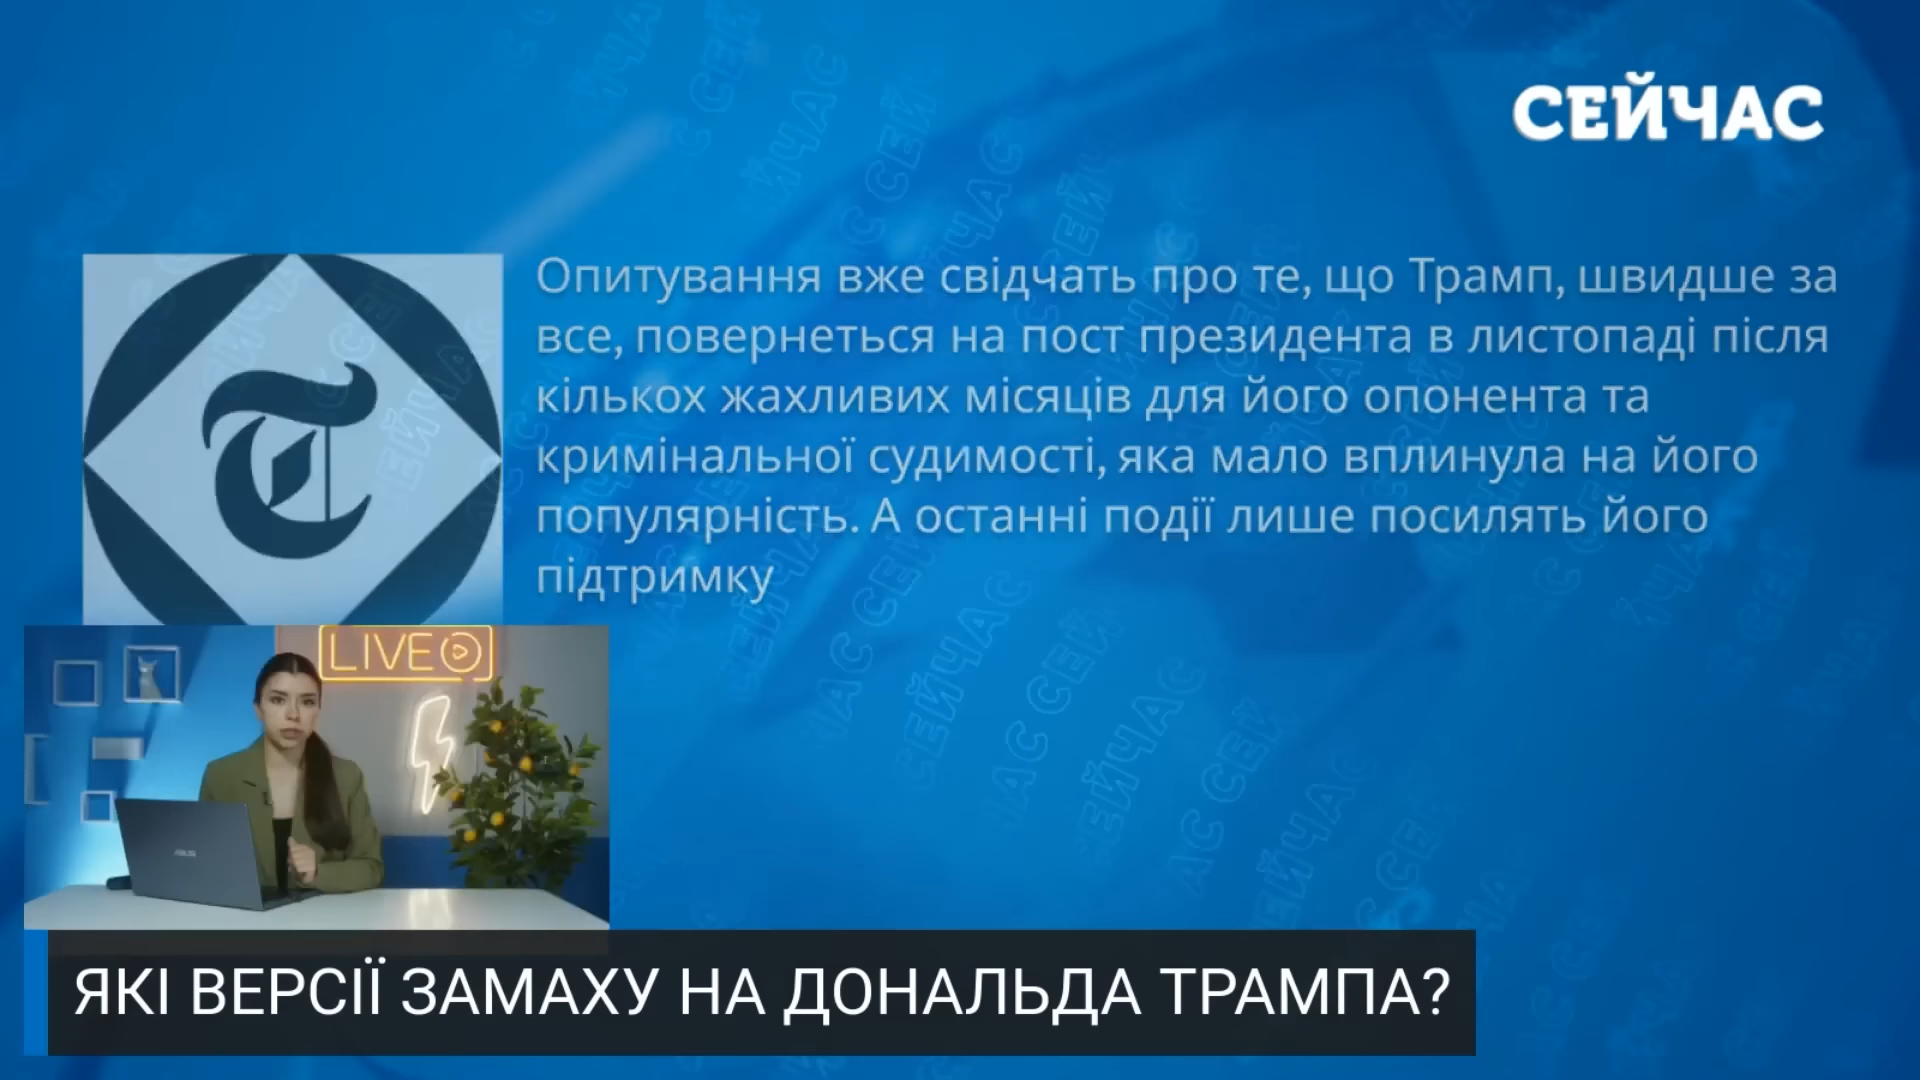 СЕЙЧАС
Опитування вже свідчать про те, що Трамп, швидше за
все, повернеться на пост президента в листопаді після
кількох жахливих місяців для його опонента та
кримінальної судимості, яка мало вплинула на його
популярність. А останні події лише посилять його
підтримку
T
LIVE
ASUS
ЯКІ ВЕРСІЇ ЗАМАХУ НА ДОНАЛЬДА ТРАМПА?